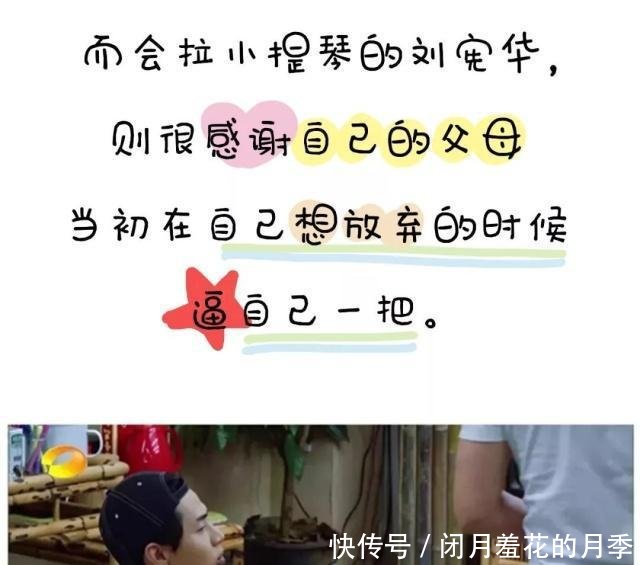 而会拉小提琴的刘宪华，
则很感谢自己的父母
当初在自己想放弃的时候
逼自己一把。
快传号 / 闭月羞花的月季